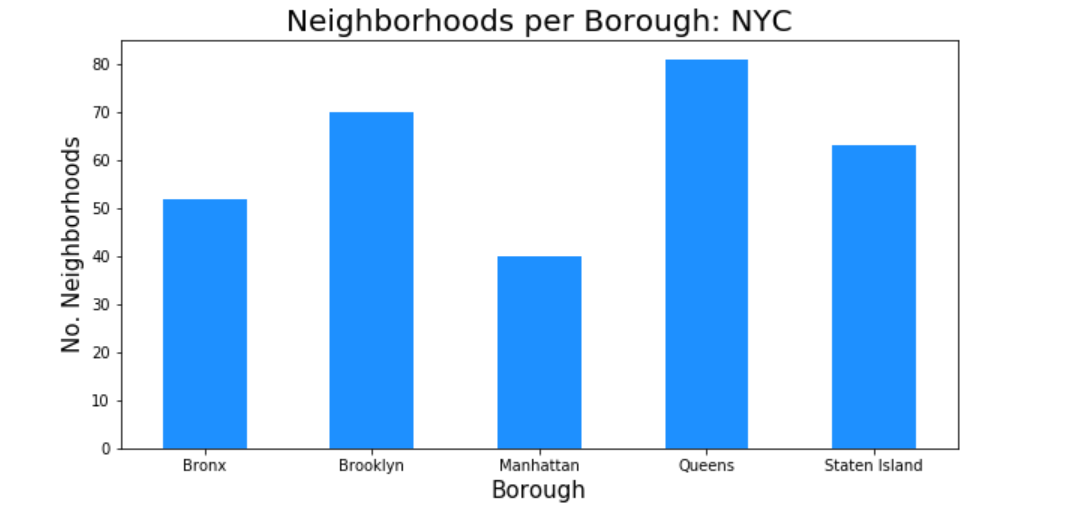 Neighborhoods per Borough: NYC
No. Neighborhoods
80
70
60
50
40
30
20
10
0
Bronx Brooklyn Manhattan Queens Staten Island
Borough